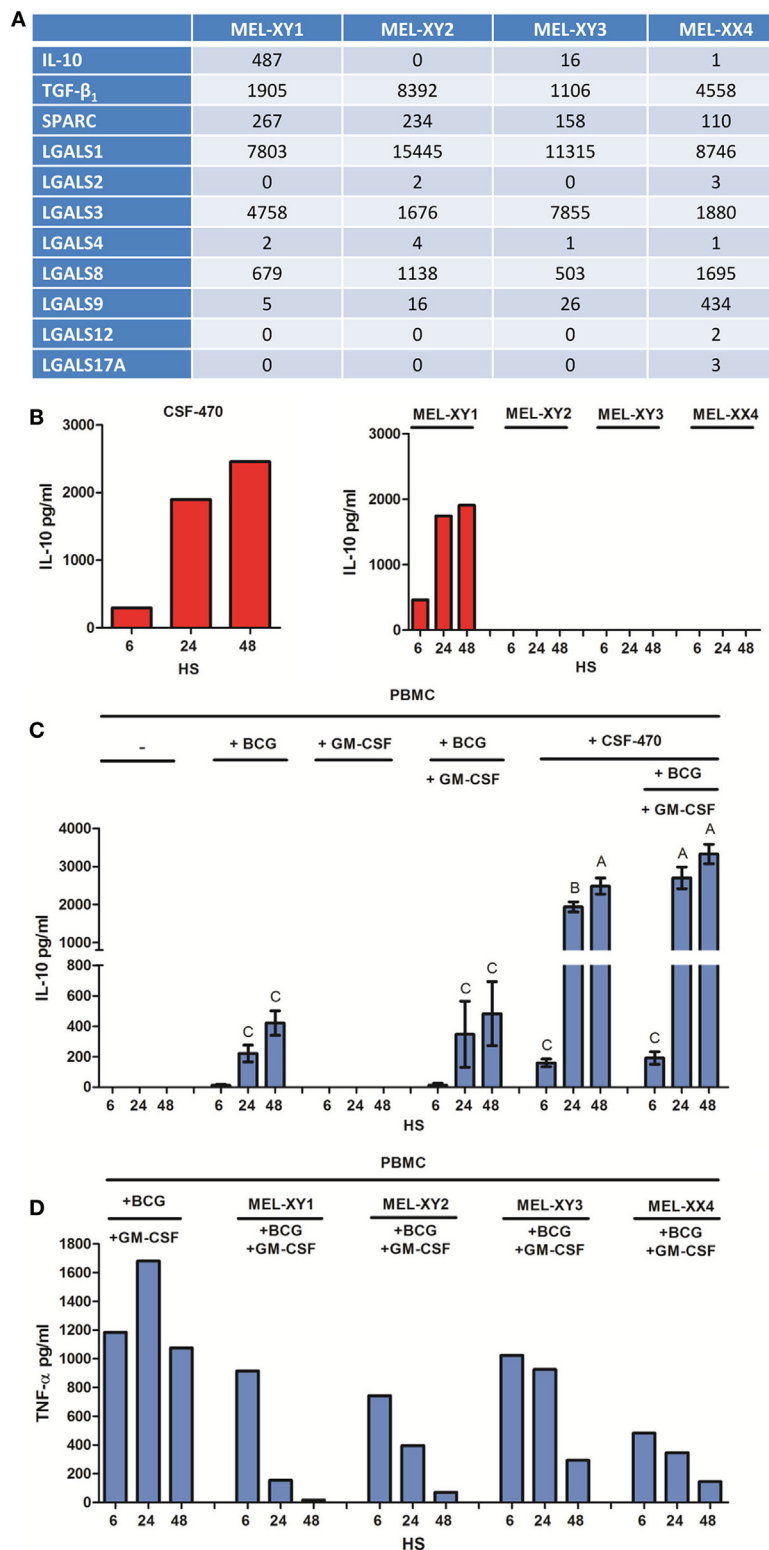 A
MEL-XY1 MEL-XY2 MEL-XY3 MEL-XX4
IL-10 487 0 16 1
TGF-β₁ 1905 8392 1106 4558
SPARC 267 234 158 110
LGALS1 7803 15445 11315 8746
LGALS2 0 2 0 3
LGALS3 4758 1676 7855 1880
LGALS4 2 4 1 1
LGALS8 679 1138 503 1695
LGALS9 5 16 26 434
LGALS12 0 0 0 2
LGALS17A 0 0 0 3
B
CSF-470
IL-10 pg/ml
3000
2000
1000
0
6 24 48
HS
MEL-XY1 MEL-XY2 MEL-XY3 MEL-XX4
IL-10 pg/ml
3000
2000
1000
0
6 24 48 6 24 48 6 24 48 6 24 48
HS
PBMC
C
- + BCG + GM-CSF + BCG + CSF-470
+ GM-CSF + BCG
+ GM-CSF
IL-10 pg/ml
4000
3000
2000
1000
800
600
400
200
0
C C C C C B A C A A
6 24 48 6 24 48 6 24 48 6 24 48 6 24 48 6 24 48
HS
PBMC
D
+BCG MEL-XY1 MEL-XY2 MEL-XY3 MEL-XX4
+GM-CSF +BCG +BCG +BCG +BCG
+GM-CSF +GM-CSF +GM-CSF +GM-CSF
TNF-α pg/ml
1800
1600
1400
1200
1000
800
600
400
200
0
6 24 48 6 24 48 6 24 48 6 24 48 6 24 48
HS